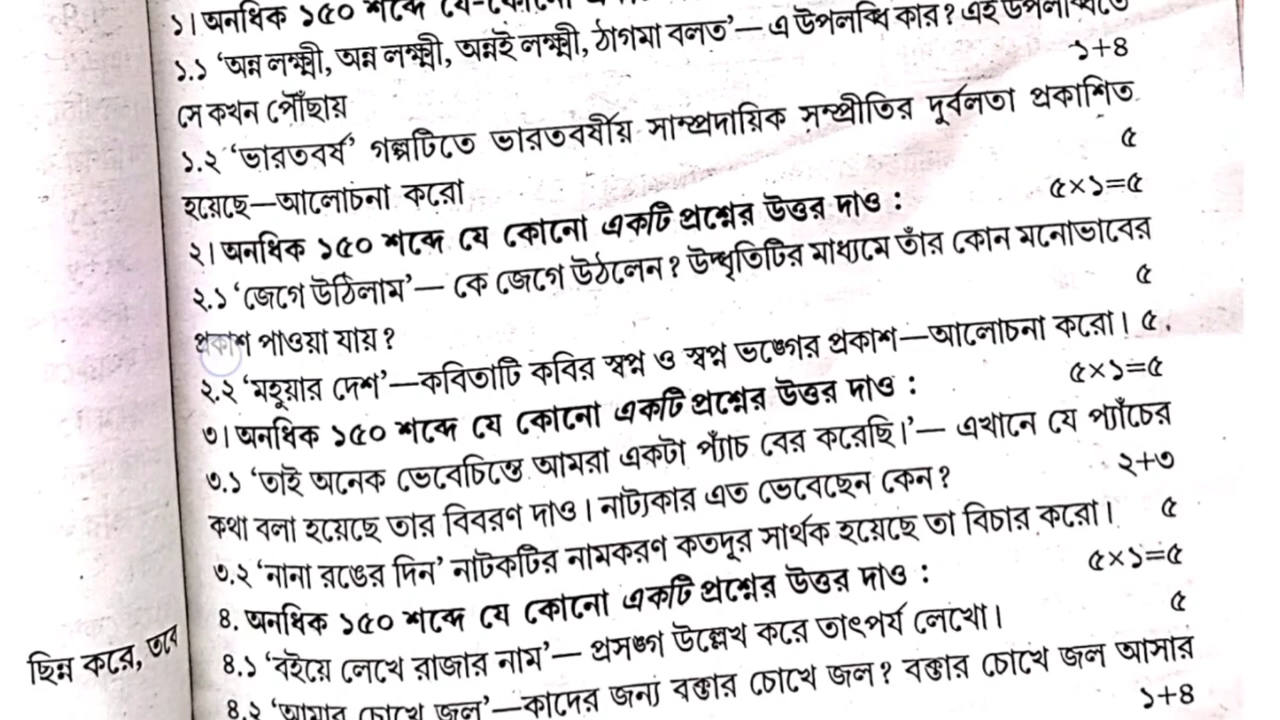 ১। অনধিক ১৫০ শব্দে যে-কোনো
১.১ ‘অন্ন লক্ষ্মী, অন্ন লক্ষ্মী, অন্নই লক্ষ্মী, ঠাগমা বলত’— এ উপলব্ধি কার? এই উপলব্ধিতে
সে কখন পৌঁছায় ১+৪
১.২ ‘ভারতবর্ষ’ গল্পটিতে ভারতবর্ষীয় সাম্প্রদায়িক সম্প্রীতির দুর্বলতা প্রকাশিত
হয়েছে—আলোচনা করো ৫
২। অনধিক ১৫০ শব্দে যে কোনো একটি প্রশ্নের উত্তর দাও : ৫×১=৫
২.১ ‘জেগে উঠিলাম’— কে জেগে উঠলেন? উদ্ধৃতিটির মাধ্যমে তাঁর কোন মনোভাবের
প্রকাশ পাওয়া যায়? ৫
২.২ ‘মহুয়ার দেশ’—কবিতাটি কবির স্বপ্ন ও স্বপ্ন ভঙ্গের প্রকাশ—আলোচনা করো। ৫
৩। অনধিক ১৫০ শব্দে যে কোনো একটি প্রশ্নের উত্তর দাও : ৫×১=৫
৩.১ ‘তাই অনেক ভেবেচিন্তে আমরা একটা প্যাঁচ বের করেছি।’— এখানে যে প্যাঁচের
কথা বলা হয়েছে তার বিবরণ দাও। নাট্যকার এত ভেবেছেন কেন? ২+৩
৩.২ ‘নানা রঙের দিন’ নাটকটির নামকরণ কতদূর সার্থক হয়েছে তা বিচার করো। ৫
৪. অনধিক ১৫০ শব্দে যে কোনো একটি প্রশ্নের উত্তর দাও : ৫×১=৫
৪.১ ‘বইয়ে লেখে রাজার নাম’— প্রসঙ্গ উল্লেখ করে তাৎপর্য লেখো। ৫
৪.২ ‘আমার চোখে জল’—কাদের জন্য বক্তার চোখে জল? বক্তার চোখে জল আসার
১+৪
ছিন্ন করে, তবে